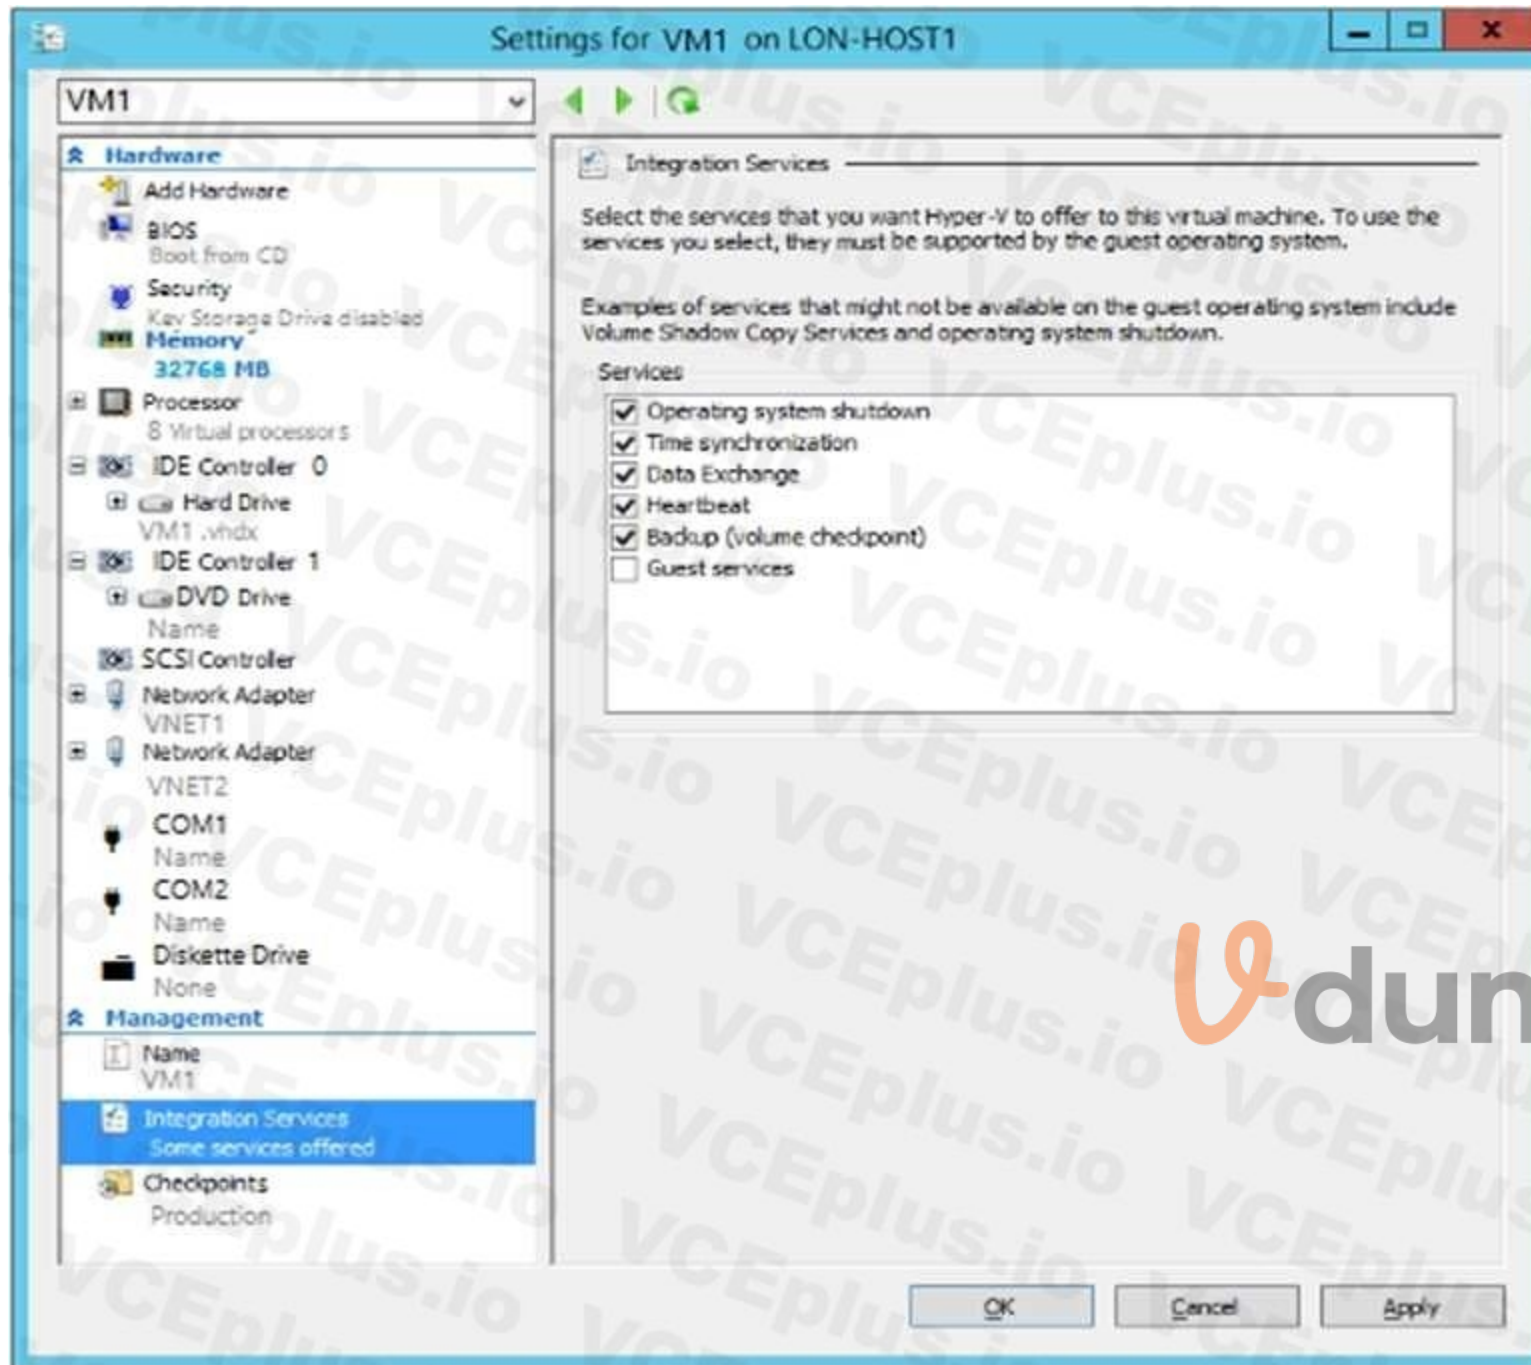 Settings for VM1 on LON-HOST1
VM1
Hardware
Add Hardware
BIOS
Boot from CD
Security
Key Storage Drive disabled
Memory
32768 MB
Processor
8 Virtual processors
IDE Controller 0
Hard Drive
VM1 .vhdx
IDE Controller 1
DVD Drive
Name
SCSI Controller
Network Adapter
VNET1
Network Adapter
VNET2
COM1
Name
COM2
Name
Diskette Drive
None
Management
Name
VM1
Integration Services
Some services offered
Checkpoints
Production
Integration Services
Select the services that you want Hyper-V to offer to this virtual machine. To use the
services you select, they must be supported by the guest operating system.
Examples of services that might not be available on the guest operating system include
Volume Shadow Copy Services and operating system shutdown.
Services
Operating system shutdown
Time synchronization
Data Exchange
Heartbeat
Backup (volume checkpoint)
Guest services
OK
Cancel
Apply
VCEplus.io
dum